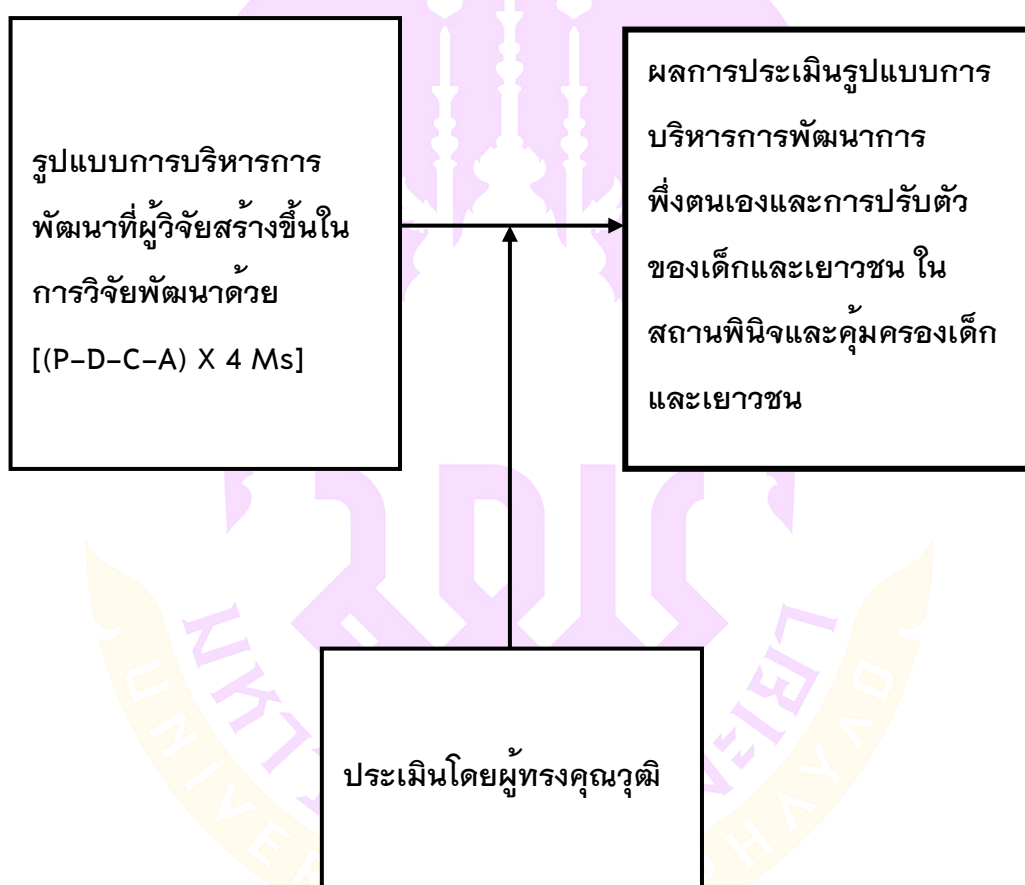 รูปแบบการบริหารการ
พัฒนาที่ผู้วิจัยสร้างขึ้นใน
การวิจัยพัฒนาด้วย
[(P-D-C-A) X 4 Ms]
ผลการประเมินรูปแบบการ
บริหารการพัฒนาการ
พึ่งตนเองและการปรับตัว
ของเด็กและเยาวชน ใน
สถานพินิจและคุ้มครองเด็ก
และเยาวชน
ประเมินโดยผู้ทรงคุณวุฒิ